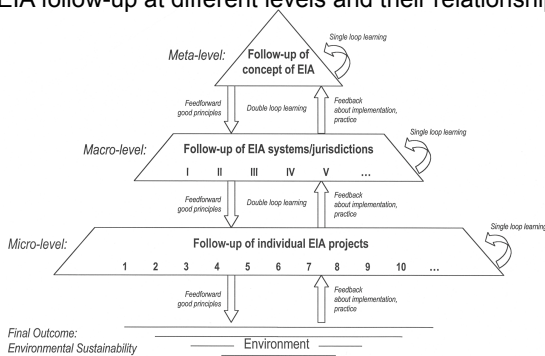 EIA follow-up at different levels and their relationship
Meta-level:
Follow-up of
concept of EIA
Single loop learning
Feedforward
good principles
Double loop learning
Feedback
about implementation,
practice
Single loop learning
Macro-level:
Follow-up of EIA systems/jurisdictions
I II III IV V ...
Feedforward
good principles
Double loop learning
Feedback
about implementation,
practice
Single loop learning
Micro-level:
Follow-up of individual EIA projects
1 2 3 4 5 6 7 8 9 10 ...
Feedforward
good principles
Feedback
about implementation,
practice
Final Outcome:
Environmental Sustainability
Environment